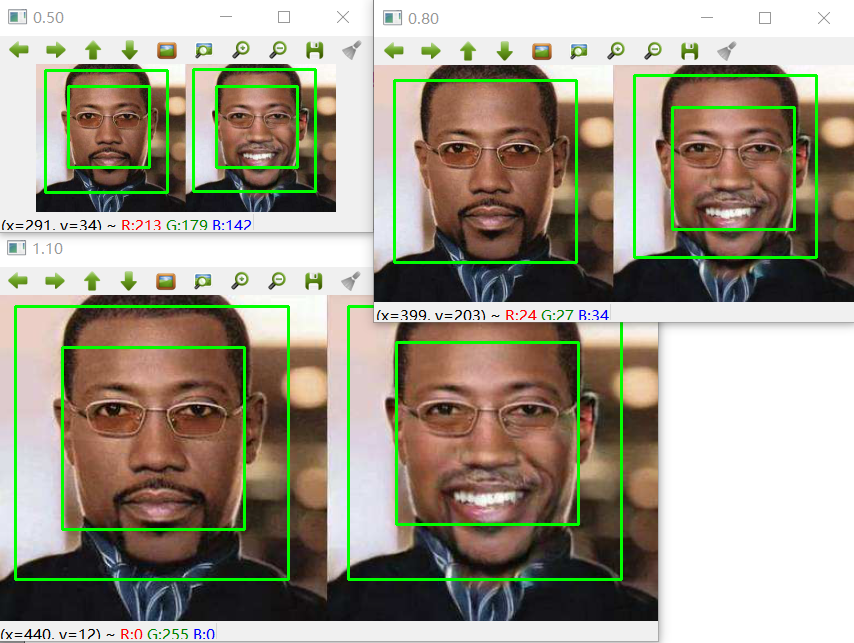 0.50
(x=291, y=34) ~ R:213 G:179 B:142
0.80
(x=399, y=203) ~ R:24 G:27 B:34
1.10
(x=440, y=12) ~ R:0 G:255 B:0